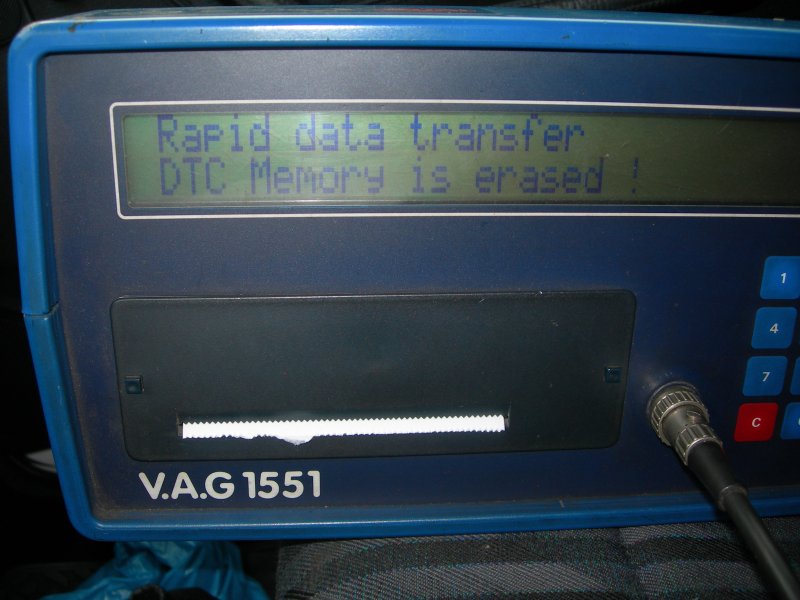 Rapid data transfer
DTC Memory is erased !
1
4
7
C
V.A.G 1551